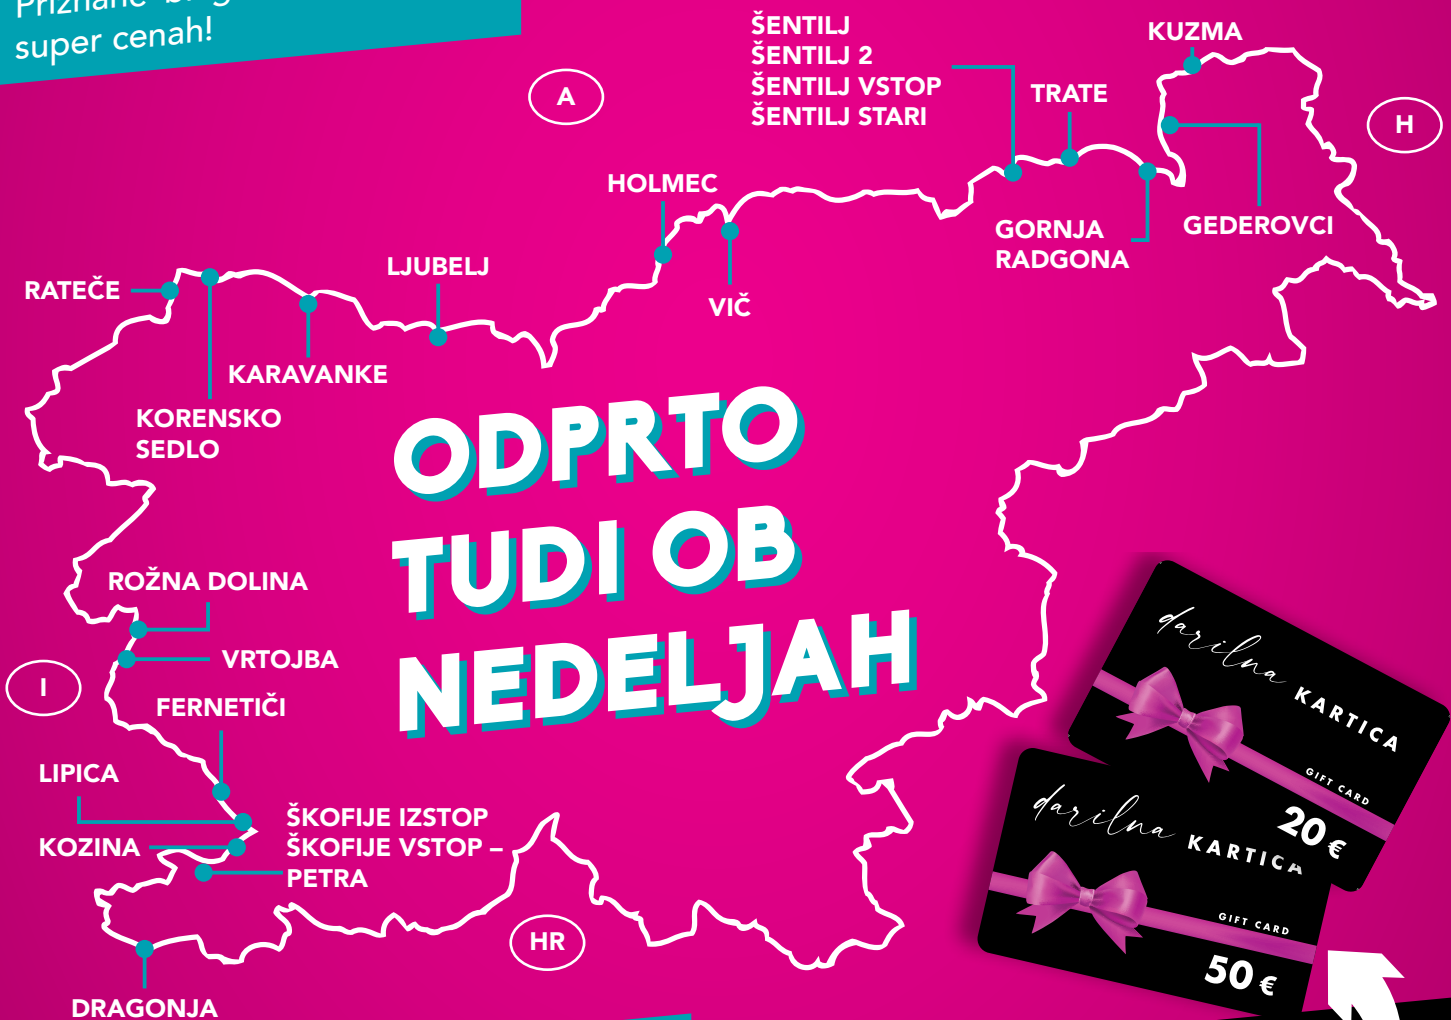 super cenah!
A
ŠENTILJ
ŠENTILJ 2
ŠENTILJ VSTOP
ŠENTILJ STARI
TRATE
KUZMA
H
HOLMEC
VIČ
GORNJA
RADGONA
GEDEROVCI
LJUBELJ
RATEČE
KARAVANKE
KORENSKO
SEDLO
ODPRTO
TUDI OB
NEDELJAH
ROŽNA DOLINA
VRTOJBA
I
FERNETIČI
LIPICA
KOZINA
ŠKOFIJE IZSTOP
ŠKOFIJE VSTOP –
PETRA
HR
DRAGONJA
darilna KARTICA
GIFT CARD
20 €
darilna KARTICA
GIFT CARD
50 €